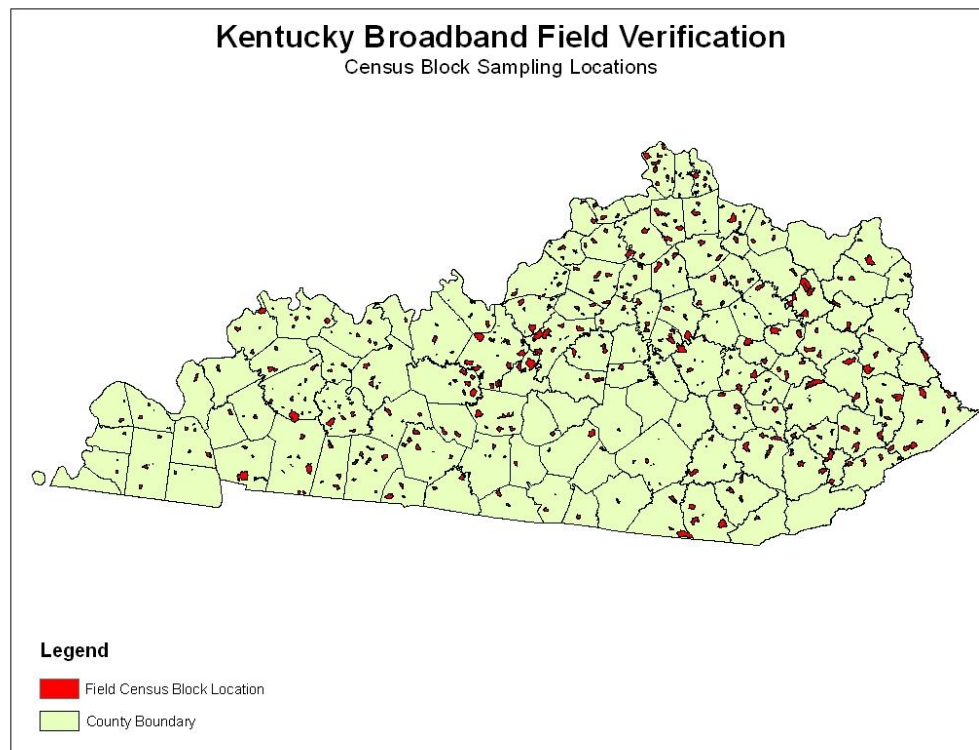 Kentucky Broadband Field Verification
Census Block Sampling Locations
Legend
Field Census Block Location
County Boundary